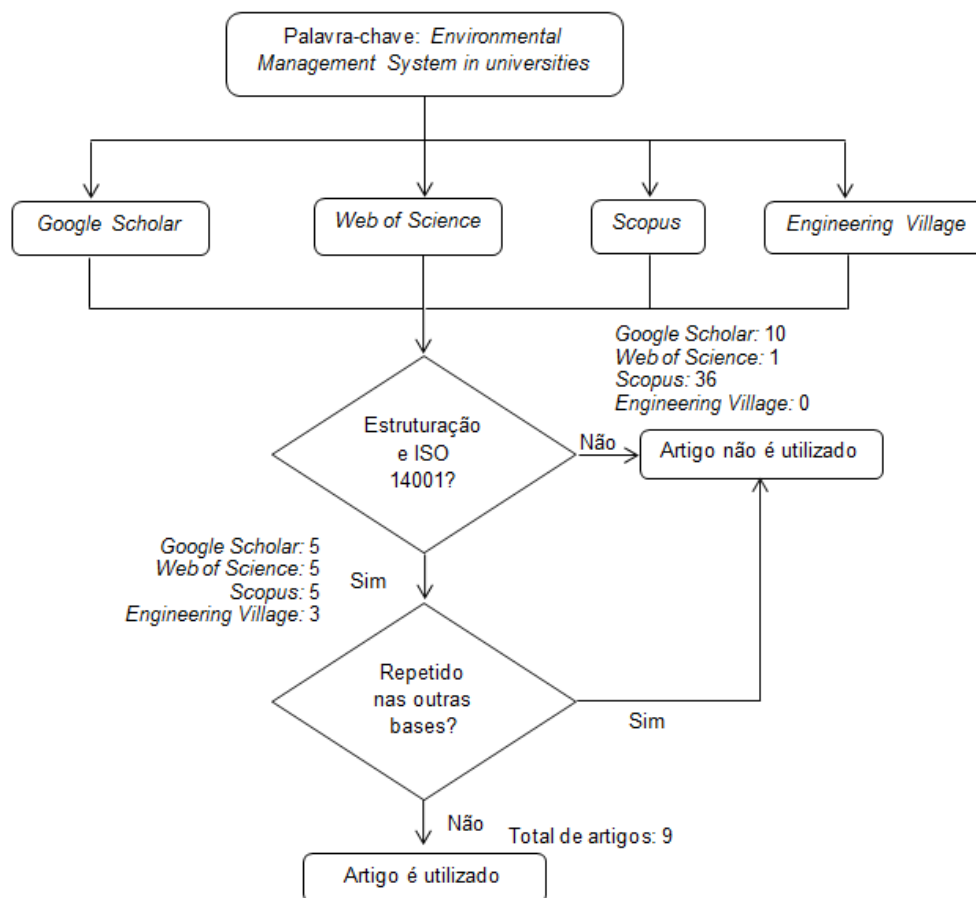 Palavra-chave: Environmental
Management System in universities
Google Scholar
Web of Science
Scopus
Engineering Village
Google Scholar: 10
Web of Science: 1
Scopus: 36
Engineering Village: 0
Estruturação
e ISO
14001?
Não
Artigo não é utilizado
Google Scholar: 5
Web of Science: 5
Scopus: 5
Engineering Village: 3
Sim
Repetido
nas outras
bases?
Sim
Não
Total de artigos: 9
Artigo é utilizado